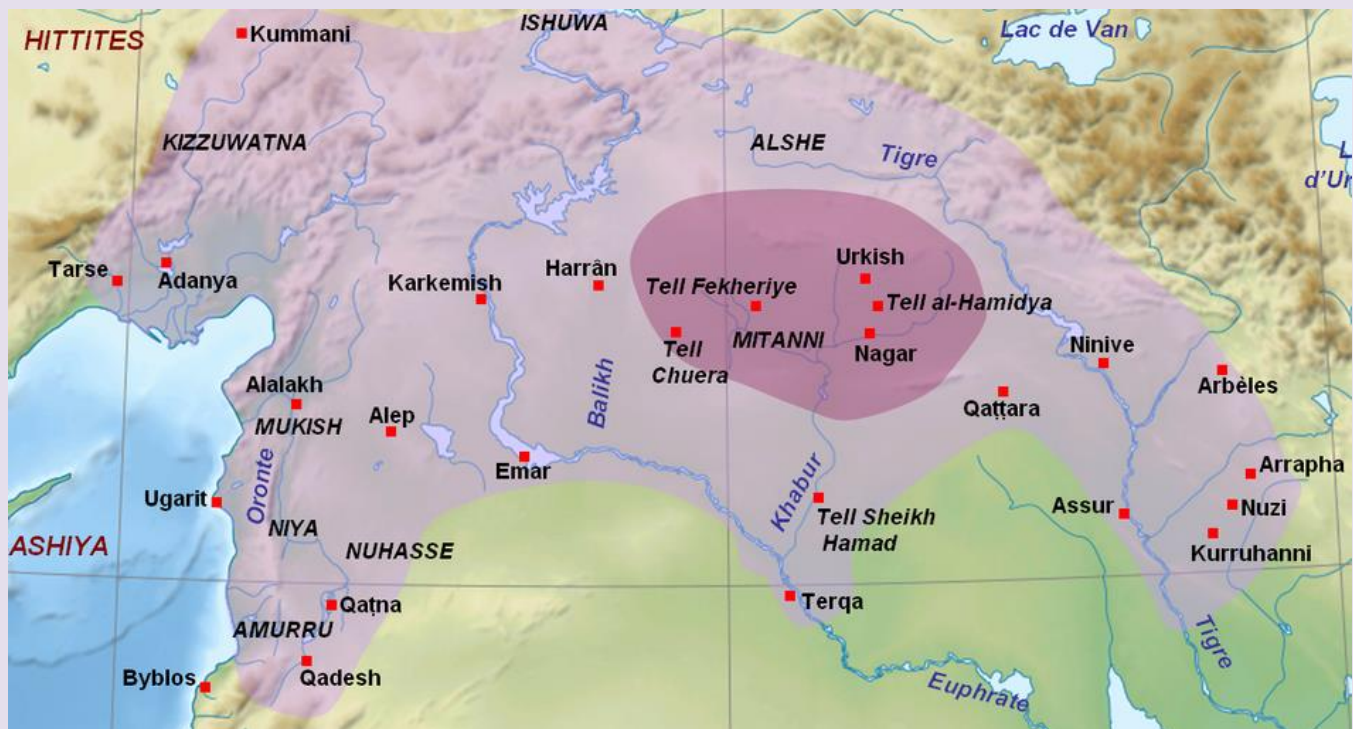 ISHUWA
Lac de Van
HITTITES
Kummani
KIZZUWATNA
ALSHE
Tigre
L
d'Ur
Urkish
Tarse
Adanya
Karkemish
Harrân
Tell Fekheriye
Tell al-Hamidya
MITANNI
Nagar
Tell
Chuera
Ninive
Arbèles
Alalakh
MUKISH
Alep
Balikh
Qaṭṭara
Emar
Arrapha
Ugarit
Oronte
Khabur
Assur
Nuzi
Tell Sheikh
Hamad
NIYA
ASHIYA
NUHASSE
Kurruhanni
Qaṭna
Terqa
AMURRU
Tigre
Byblos
Qadesh
Euphrate